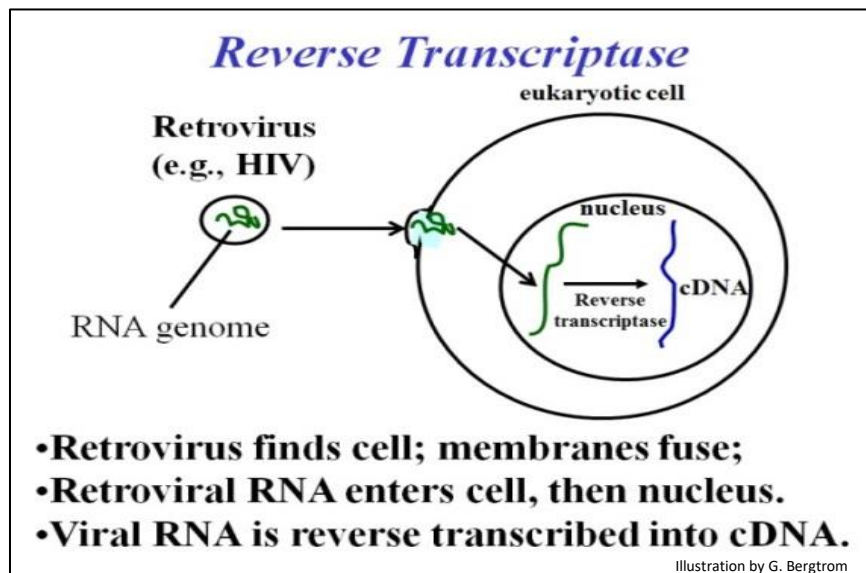 Reverse Transcriptase
eukaryotic cell
Retrovirus
(e.g., HIV)
nucleus
cDNA
Reverse
transcriptase
RNA genome
•Retrovirus finds cell; membranes fuse;
•Retroviral RNA enters cell, then nucleus.
•Viral RNA is reverse transcribed into cDNA.
Illustration by G. Bergtrom